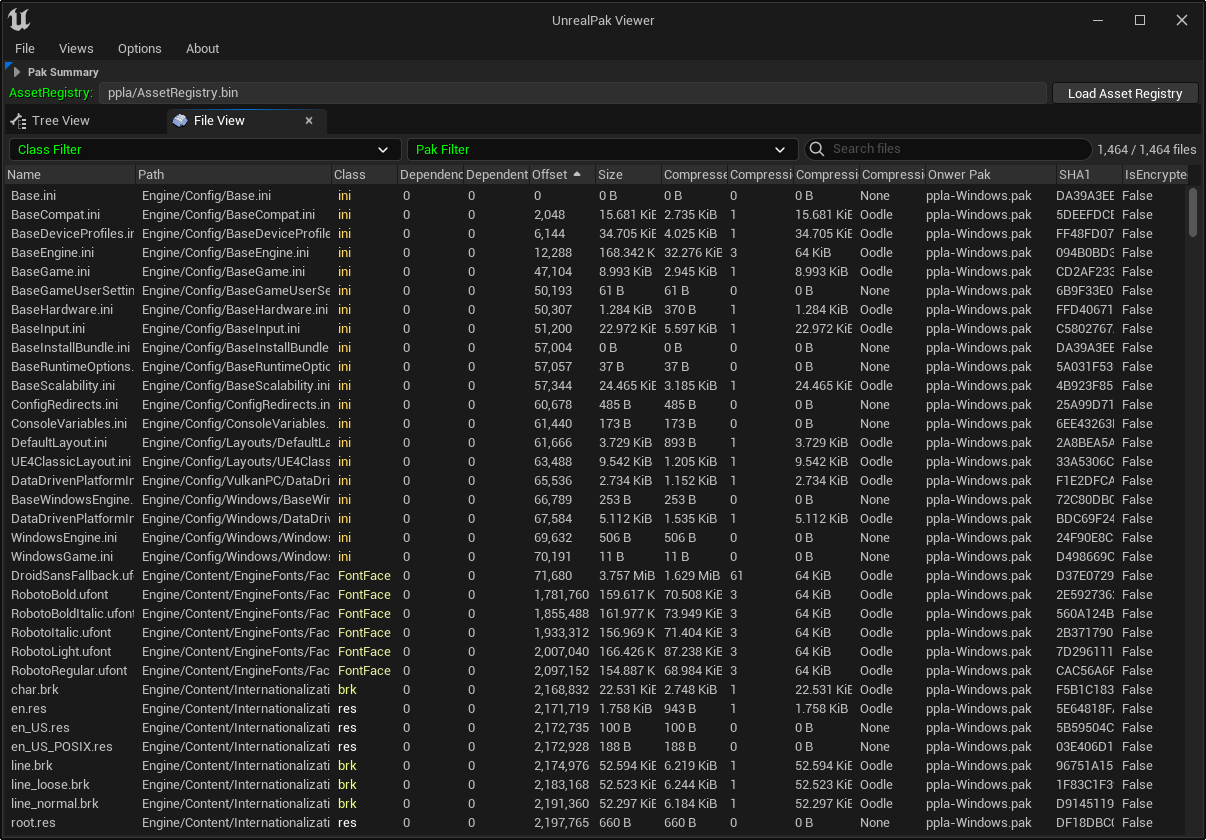 UnrealPak Viewer
File Views Options About
Pak Summary
AssetRegistry: ppla/AssetRegistry.bin Load Asset Registry
Tree View File View
Class Filter Pak Filter Search files 1,464 / 1,464 files
Name Path Class Dependenc Dependent Offset Size Compresse Compressi Compressi Compressi Onwer Pak SHA1 IsEncrypte
Base.ini Engine/Config/Base.ini ini 0 0 0 0 B 0 B 0 0 B None ppla-Windows.pak DA39A3EE False
BaseCompat.ini Engine/Config/BaseCompat.ini ini 0 0 2,048 15.681 KiB 2.735 KiB 1 15.681 KiB Oodle ppla-Windows.pak 5DEEFDCE False
BaseDeviceProfiles.in Engine/Config/BaseDeviceProfile ini 0 0 6,144 34.705 KiB 4.025 KiB 1 34.705 KiB Oodle ppla-Windows.pak FF48FD07 False
BaseEngine.ini Engine/Config/BaseEngine.ini ini 0 0 12,288 168.342 K 32.276 KiB 3 64 KiB Oodle ppla-Windows.pak 094B0BD3 False
BaseGame.ini Engine/Config/BaseGame.ini ini 0 0 47,104 8.993 KiB 2.945 KiB 1 8.993 KiB Oodle ppla-Windows.pak CD2AF233 False
BaseGameUserSettin Engine/Config/BaseGameUserSe ini 0 0 50,193 61 B 61 B 0 0 B None ppla-Windows.pak 6B9F33E0 False
BaseHardware.ini Engine/Config/BaseHardware.ini ini 0 0 50,307 1.284 KiB 370 B 1 1.284 KiB Oodle ppla-Windows.pak FFD40671 False
BaseInput.ini Engine/Config/BaseInput.ini ini 0 0 51,200 22.972 KiB 5.597 KiB 1 22.972 KiB Oodle ppla-Windows.pak C5802767 False
BaseInstallBundle.ini Engine/Config/BaseInstallBundle ini 0 0 57,004 0 B 0 B 0 0 B None ppla-Windows.pak DA39A3EE False
BaseRuntimeOptions. Engine/Config/BaseRuntimeOptic ini 0 0 57,057 37 B 37 B 0 0 B None ppla-Windows.pak 5A031F53 False
BaseScalability.ini Engine/Config/BaseScalability.ini ini 0 0 57,344 24.465 KiB 3.185 KiB 1 24.465 KiB Oodle ppla-Windows.pak 4B923F85 False
ConfigRedirects.ini Engine/Config/ConfigRedirects.in ini 0 0 60,678 485 B 485 B 0 0 B None ppla-Windows.pak 25A99D71 False
ConsoleVariables.ini Engine/Config/ConsoleVariables. ini 0 0 61,440 173 B 173 B 0 0 B None ppla-Windows.pak 6EE43263 False
DefaultLayout.ini Engine/Config/Layouts/DefaultLa ini 0 0 61,666 3.729 KiB 893 B 1 3.729 KiB Oodle ppla-Windows.pak 2A8BEA5A False
UE4ClassicLayout.ini Engine/Config/Layouts/UE4Class ini 0 0 63,488 9.542 KiB 1.205 KiB 1 9.542 KiB Oodle ppla-Windows.pak 33A5306C False
DataDrivenPlatformIn Engine/Config/VulkanPC/DataDri ini 0 0 65,536 2.734 KiB 1.152 KiB 1 2.734 KiB Oodle ppla-Windows.pak F1E2DFCA False
BaseWindowsEngine. Engine/Config/Windows/BaseWin ini 0 0 66,789 253 B 253 B 0 0 B None ppla-Windows.pak 72C80DB0 False
DataDrivenPlatformIn Engine/Config/Windows/DataDriv ini 0 0 67,584 5.112 KiB 1.535 KiB 1 5.112 KiB Oodle ppla-Windows.pak BDC69F24 False
WindowsEngine.ini Engine/Config/Windows/Window ini 0 0 69,632 506 B 506 B 0 0 B None ppla-Windows.pak 24F90E8C False
WindowsGame.ini Engine/Config/Windows/Window ini 0 0 70,191 11 B 11 B 0 0 B None ppla-Windows.pak D498669C False
DroidSansFallback.uf Engine/Content/EngineFonts/Fac FontFace 0 0 71,680 3.757 MiB 1.629 MiB 61 64 KiB Oodle ppla-Windows.pak D37E0729 False
RobotoBold.ufont Engine/Content/EngineFonts/Fac FontFace 0 0 1,781,760 159.617 K 70.508 KiB 3 64 KiB Oodle ppla-Windows.pak 2E592736 False
RobotoBoldItalic.ufont Engine/Content/EngineFonts/Fac FontFace 0 0 1,855,488 161.977 K 73.949 KiB 3 64 KiB Oodle ppla-Windows.pak 560A124B False
RobotoItalic.ufont Engine/Content/EngineFonts/Fac FontFace 0 0 1,933,312 156.969 K 71.404 KiB 3 64 KiB Oodle ppla-Windows.pak 2B371790 False
RobotoLight.ufont Engine/Content/EngineFonts/Fac FontFace 0 0 2,007,040 166.426 K 87.238 KiB 3 64 KiB Oodle ppla-Windows.pak 7D296111 False
RobotoRegular.ufont Engine/Content/EngineFonts/Fac FontFace 0 0 2,097,152 154.887 K 68.984 KiB 3 64 KiB Oodle ppla-Windows.pak CAC56A6F False
char.brk Engine/Content/Internationalizati brk 0 0 2,168,832 22.531 KiB 2.748 KiB 1 22.531 KiB Oodle ppla-Windows.pak F5B1C183 False
en.res Engine/Content/Internationalizati res 0 0 2,171,719 1.758 KiB 943 B 1 1.758 KiB Oodle ppla-Windows.pak 5E64818F False
en_US.res Engine/Content/Internationalizati res 0 0 2,172,735 100 B 100 B 0 0 B None ppla-Windows.pak 5B59504C False
en_US_POSIX.res Engine/Content/Internationalizati res 0 0 2,172,928 188 B 188 B 0 0 B None ppla-Windows.pak 03E406D1 False
line.brk Engine/Content/Internationalizati brk 0 0 2,174,976 52.594 KiB 6.219 KiB 1 52.594 KiB Oodle ppla-Windows.pak 96751A15 False
line_loose.brk Engine/Content/Internationalizati brk 0 0 2,183,168 52.523 KiB 6.244 KiB 1 52.523 KiB Oodle ppla-Windows.pak 1F83C1F3 False
line_normal.brk Engine/Content/Internationalizati brk 0 0 2,191,360 52.297 KiB 6.184 KiB 1 52.297 KiB Oodle ppla-Windows.pak D9145119 False
root.res Engine/Content/Internationalizati res 0 0 2,197,765 660 B 660 B 0 0 B None ppla-Windows.pak DF18DBC False